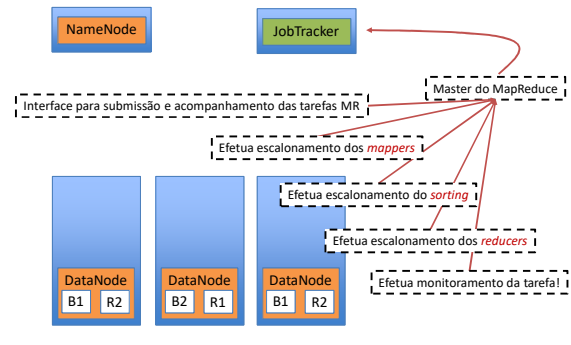 NameNode
JobTracker
Master do MapReduce
Interface para submissão e acompanhamento das tarefas MR
Efetua escalonamento dos mappers
Efetua escalonamento do sorting
Efetua escalonamento dos reducers
Efetua monitoramento da tarefa!
DataNode
B1 R2
DataNode
B2 R1
DataNode
B1 R2